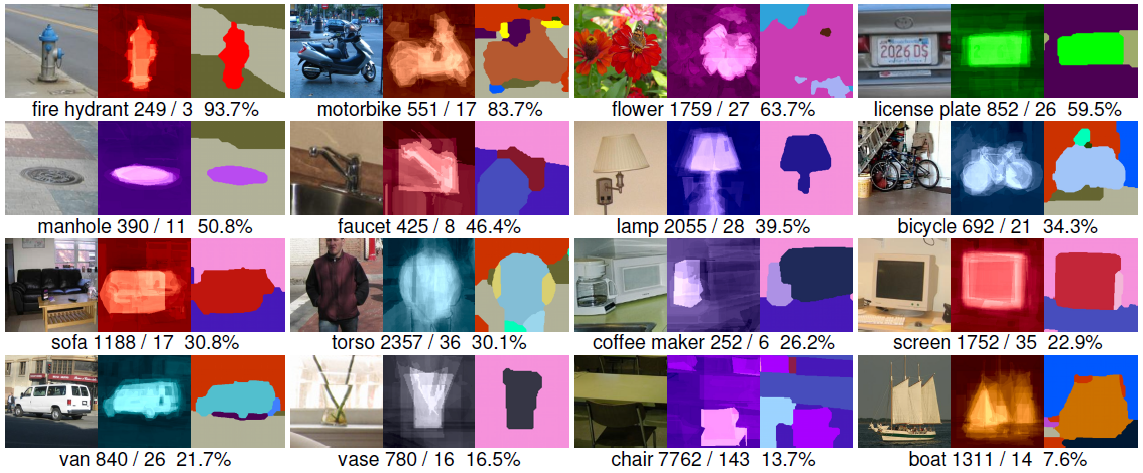 fire hydrant 249 / 3 93.7%
motorbike 551 / 17 83.7%
flower 1759 / 27 63.7%
2026 DS
license plate 852 / 26 59.5%
manhole 390 / 11 50.8%
faucet 425 / 8 46.4%
lamp 2055 / 28 39.5%
bicycle 692 / 21 34.3%
sofa 1188 / 17 30.8%
torso 2357 / 36 30.1%
coffee maker 252 / 6 26.2%
screen 1752 / 35 22.9%
van 840 / 26 21.7%
vase 780 / 16 16.5%
chair 7762 / 143 13.7%
boat 1311 / 14 7.6%